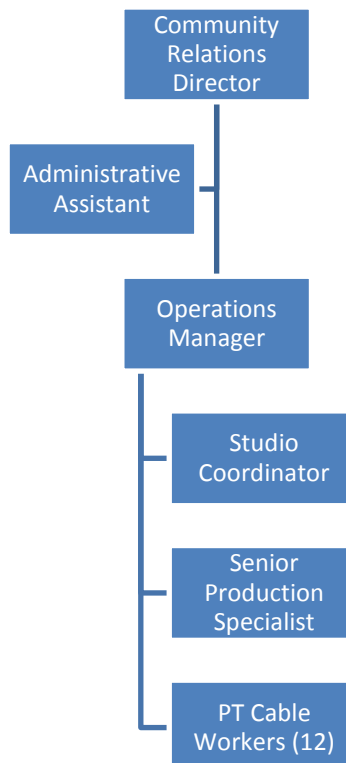 Community
Relations
Director
Administrative
Assistant
Operations
Manager
Studio
Coordinator
Senior
Production
Specialist
PT Cable
Workers (12)